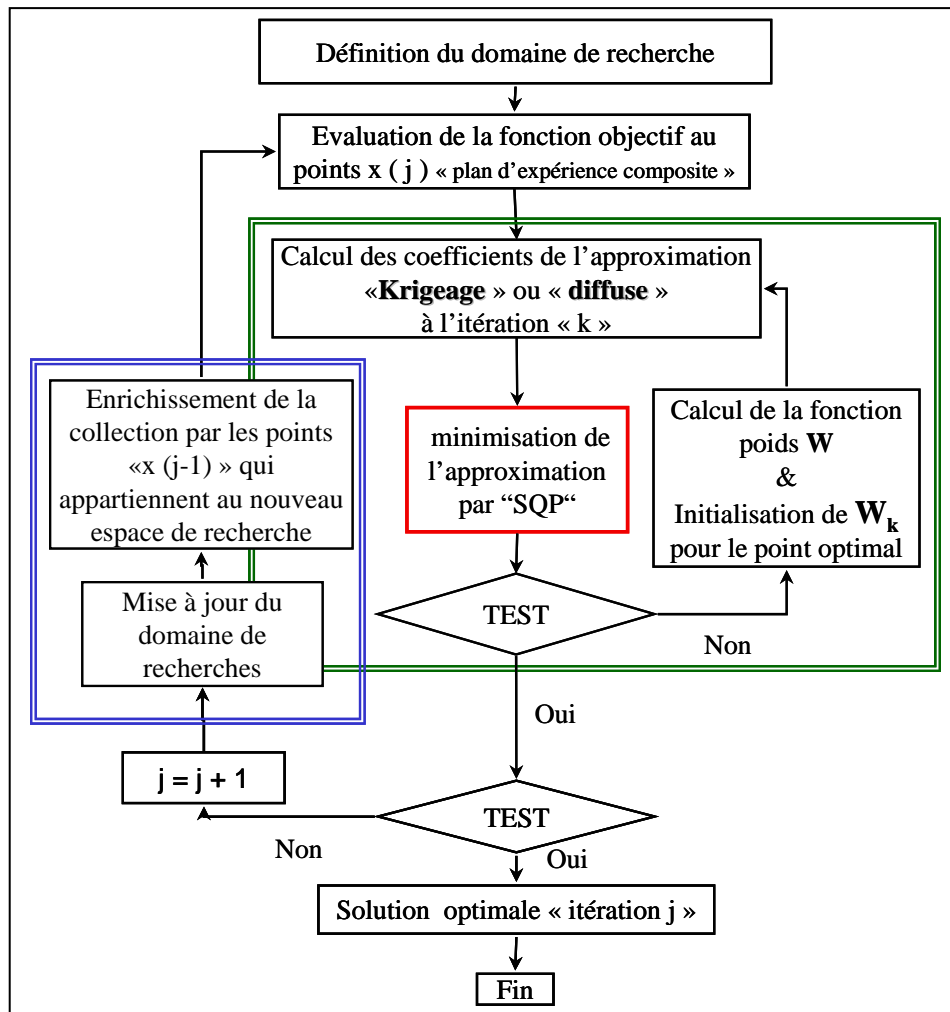 Définition du domaine de recherche
Evaluation de la fonction objectif au
points x ( j ) « plan d’expérience composite »
Calcul des coefficients de l’approximation
«Krigeage » ou « diffuse »
à l’itération « k »
Enrichissement de la
collection par les points
«x (j-1) » qui
appartiennent au nouveau
espace de recherche
minimisation de
l’approximation
par “SQP“
Calcul de la fonction
poids W
&
Initialisation de Wk
pour le point optimal
Mise à jour du
domaine de
recherches
TEST
Non
Oui
j = j + 1
TEST
Non
Oui
Solution optimale « itération j »
Fin